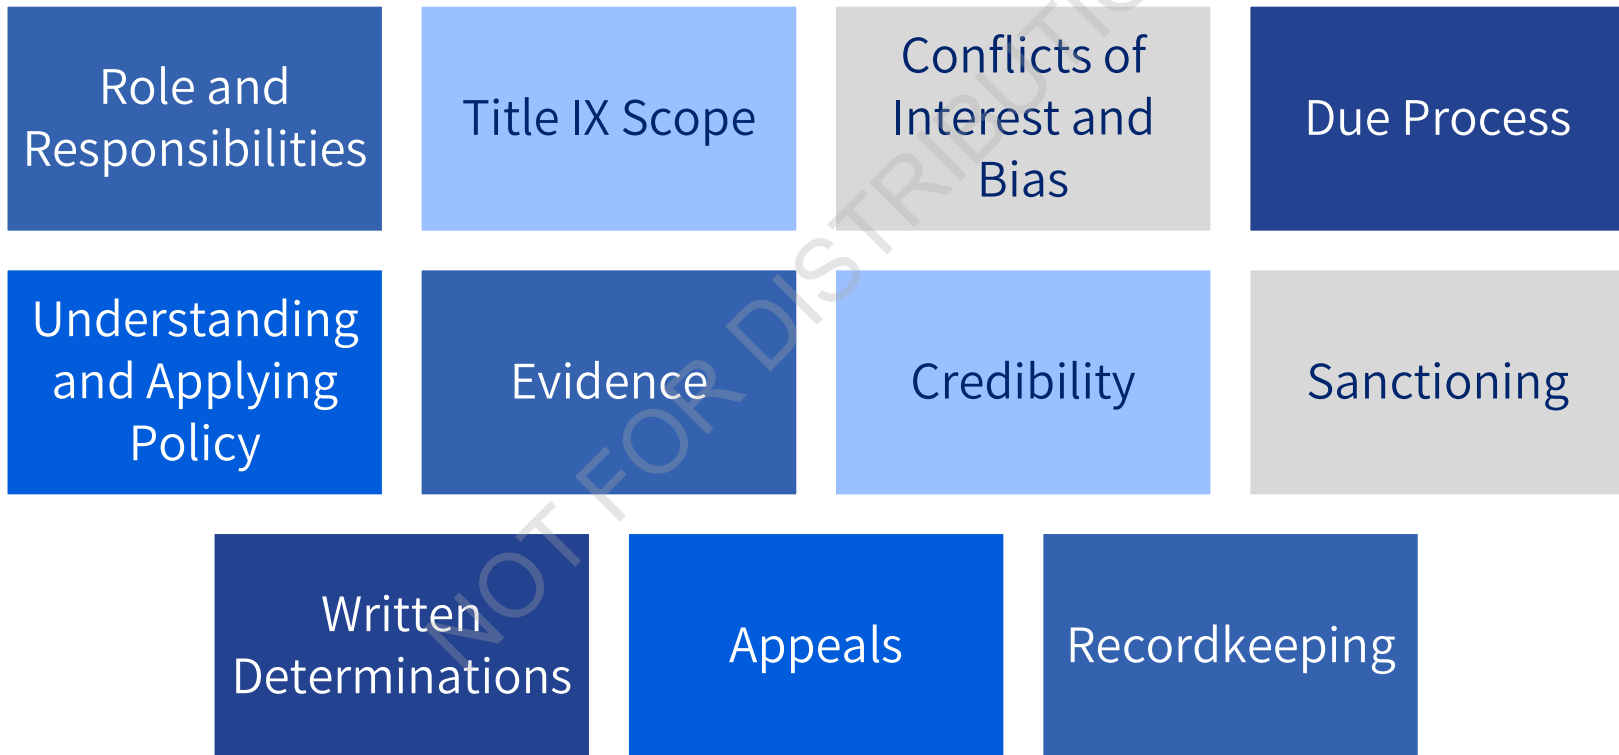 Role and
Responsibilities
Title IX Scope
Conflicts of
Interest and
Bias
Due Process
Understanding
and Applying
Policy
Evidence
Credibility
Sanctioning
Written
Determinations
Appeals
Recordkeeping
NOT FOR DISTRIBUTIO